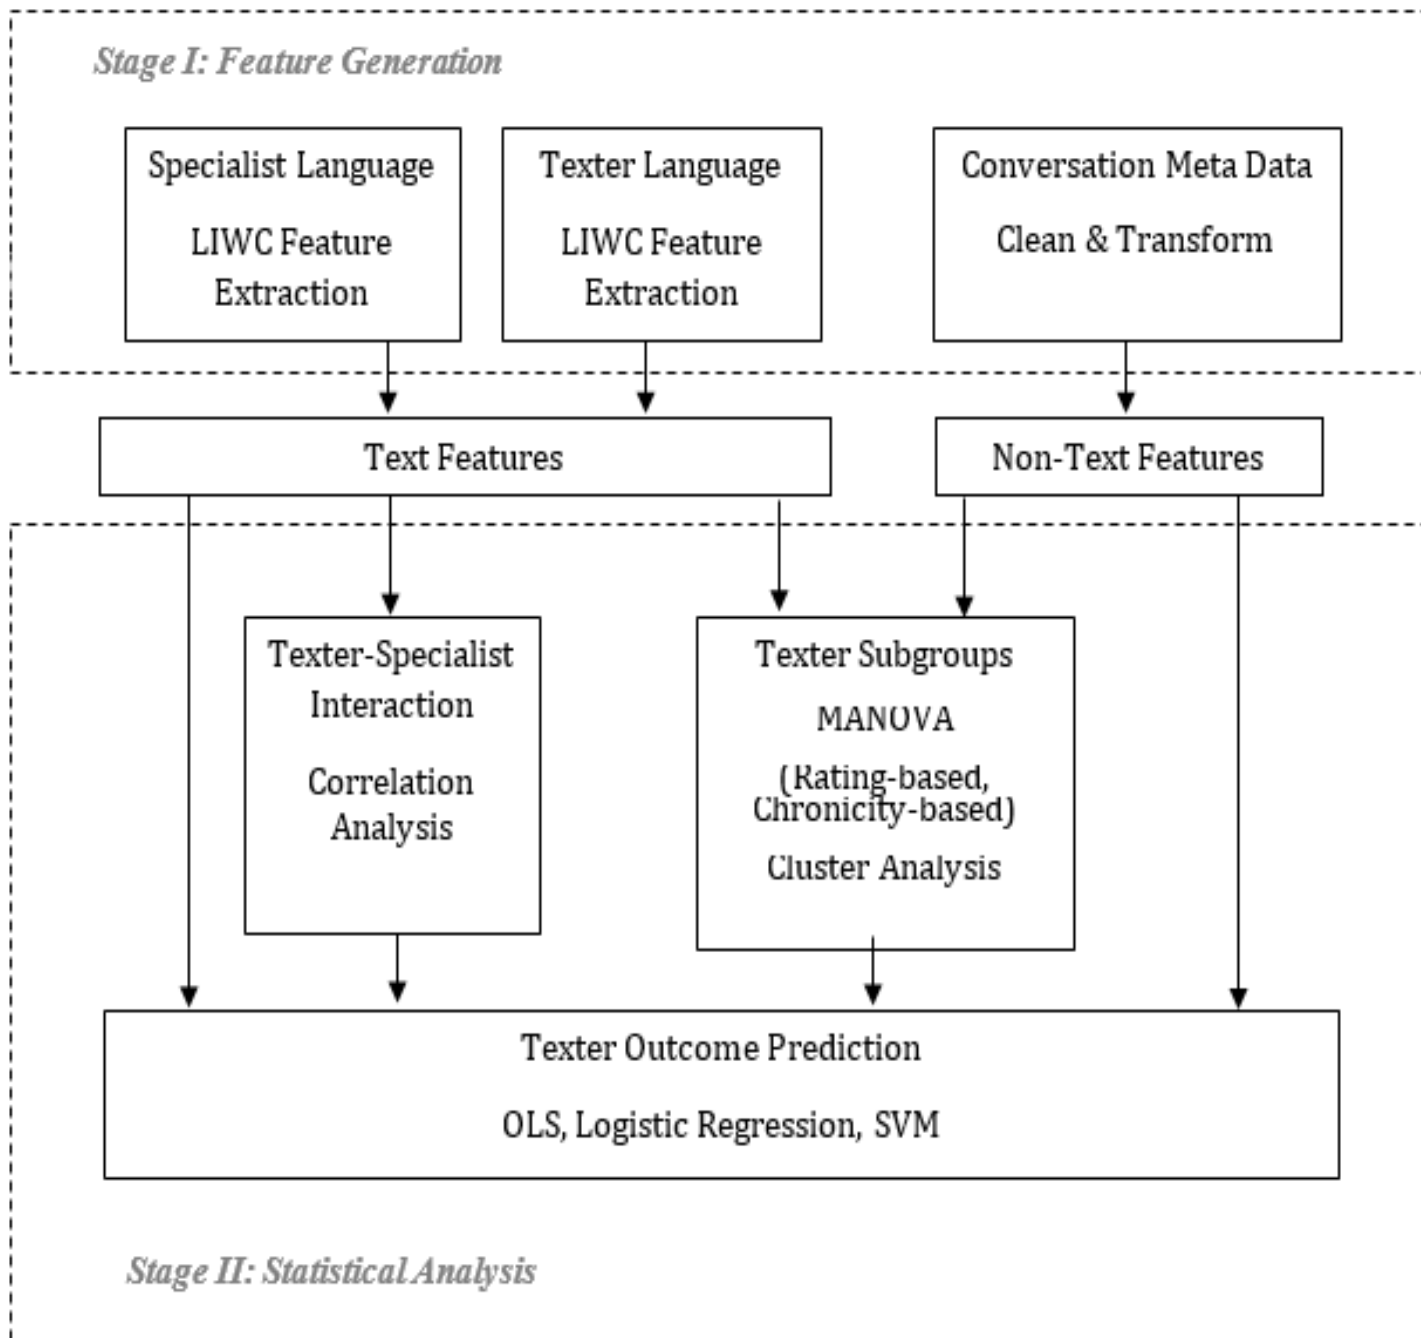 Stage I: Feature Generation
Specialist Language
LIWC Feature
Extraction
Texter Language
LIWC Feature
Extraction
Conversation Meta Data
Clean & Transform
Text Features
Non-Text Features
Texter-Specialist
Interaction
Correlation
Analysis
Texter Subgroups
MANOVA
(Rating-based,
Chronicity-based)
Cluster Analysis
Texter Outcome Prediction
OLS, Logistic Regression, SVM
Stage II: Statistical Analysis